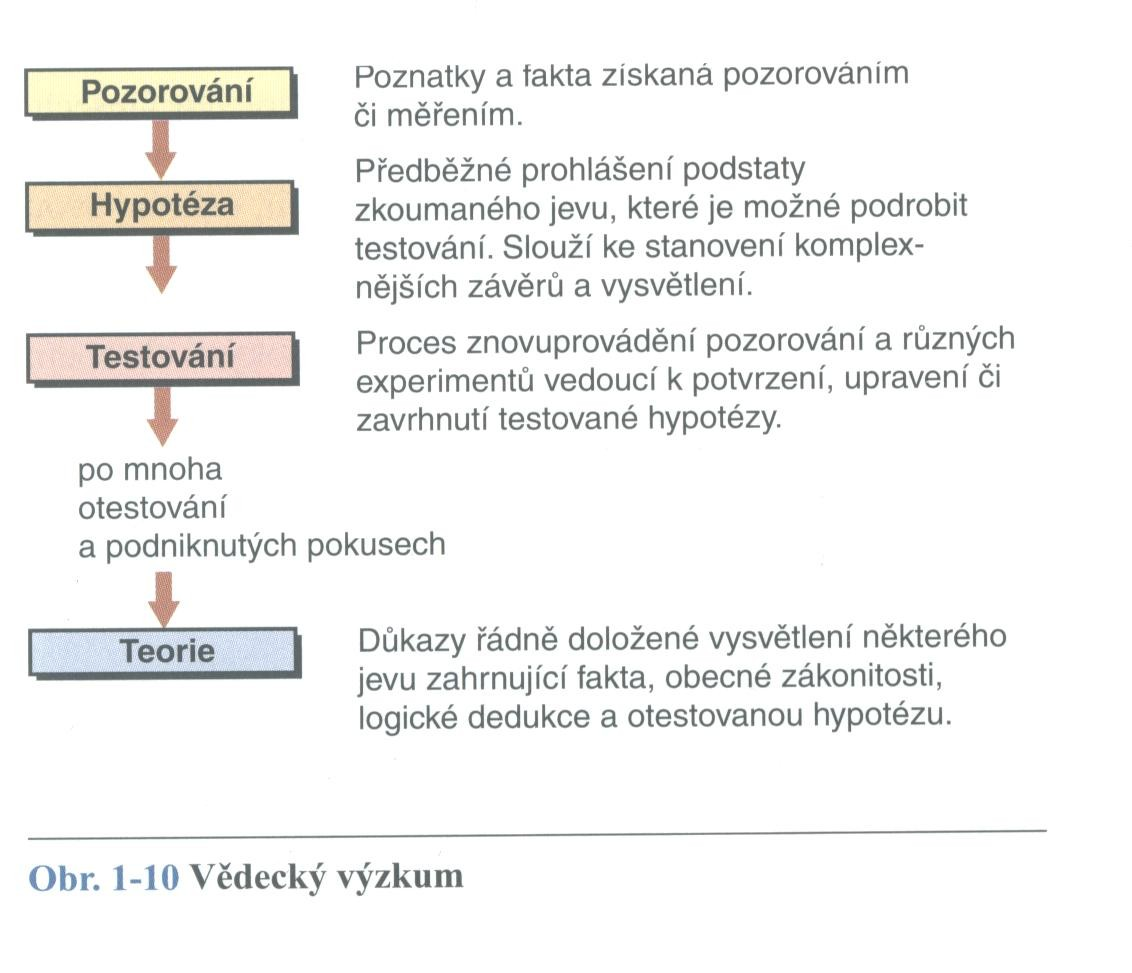 Pozorování
Poznatky a fakta získaná pozorováním
či měřením.
Hypotéza
Předběžné prohlášení podstaty
zkoumaného jevu, které je možné podrobit
testování. Slouží ke stanovení komplex-
nějších závěrů a vysvětlení.
Testování
Proces znovuprovádění pozorování a různých
experimentů vedoucí k potvrzení, upravení či
zavrhnutí testované hypotézy.
po mnoha
otestování
a podniknutých pokusech
Teorie
Důkazy řádně doložené vysvětlení některého
jevu zahrnující fakta, obecné zákonitosti,
logické dedukce a otestovanou hypotézu.
Obr. 1-10 Vědecký výzkum